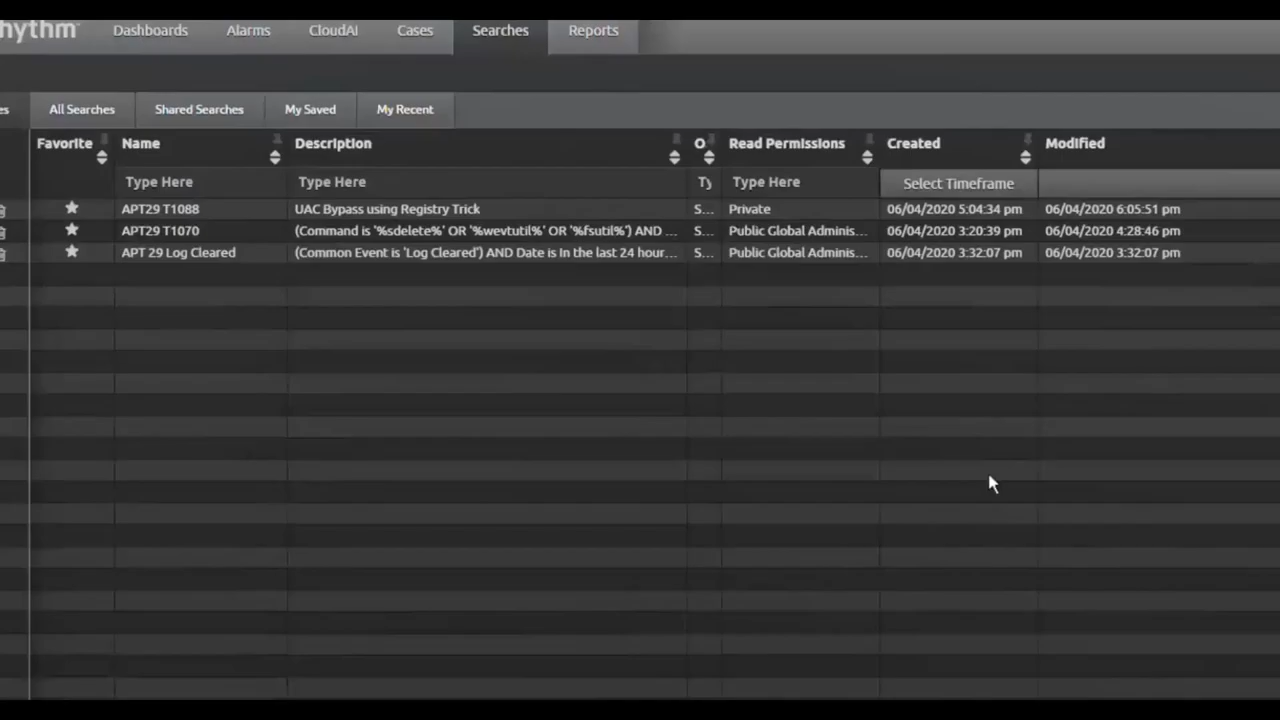 hythm
Dashboards Alarms CloudAI Cases Searches Reports
es All Searches Shared Searches My Saved My Recent
Favorite Name Description O Read Permissions Created Modified
Type Here Type Here Ty Type Here Select Timeframe
APT29 T1088 UAC Bypass using Registry Trick S... Private 06/04/2020 5:04:34 pm 06/04/2020 6:05:51 pm
APT29 T1070 (Command is '%sdelete%' OR '%wevtutil%' OR '%fsutil%') AND ... S... Public Global Adminis... 06/04/2020 3:20:39 pm 06/04/2020 4:28:46 pm
APT 29 Log Cleared (Common Event is 'Log Cleared') AND Date is In the last 24 hour... S... Public Global Adminis... 06/04/2020 3:32:07 pm 06/04/2020 3:32:07 pm